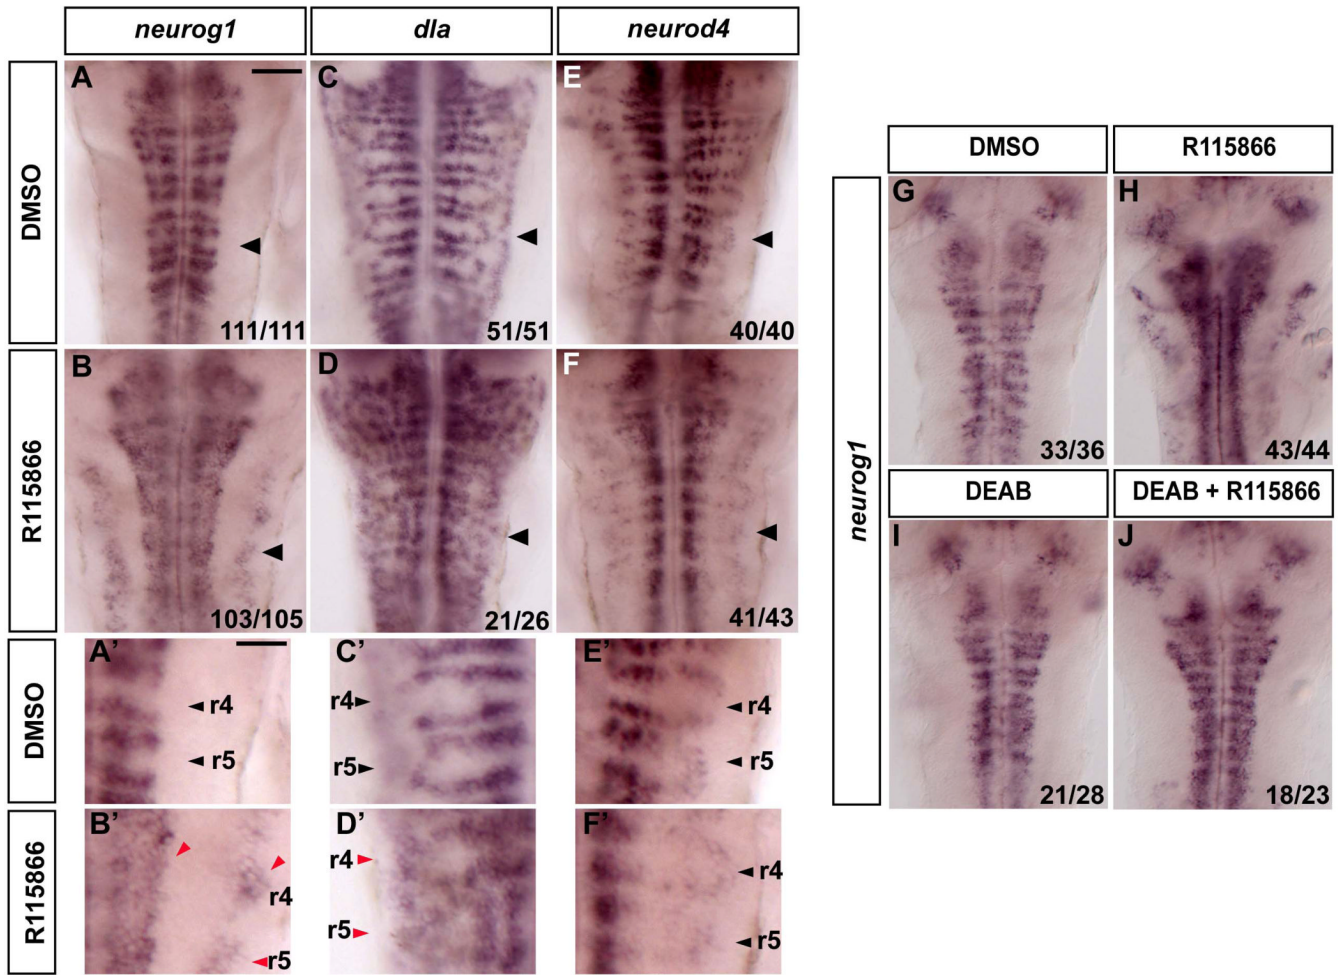 neurog1
dla
neurod4
DMSO
A
111/111
C
51/51
E
40/40
R115866
B
103/105
D
21/26
F
41/43
DMSO
A’
r4
r5
C’
r4
r5
E’
r4
r5
R115866
B’
r4
r5
D’
r4
r5
F’
r4
r5
DMSO
R115866
neurog1
G
33/36
H
43/44
DEAB
DEAB + R115866
I
21/28
J
18/23